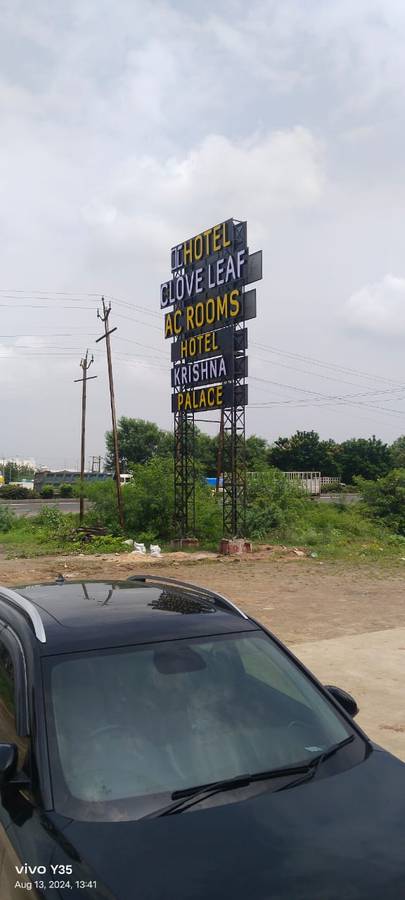 HOTEL
CLOVE LEAF
AC ROOMS
HOTEL
KRISHNA
PALACE
vivo Y35
Aug 13, 2024, 13:41